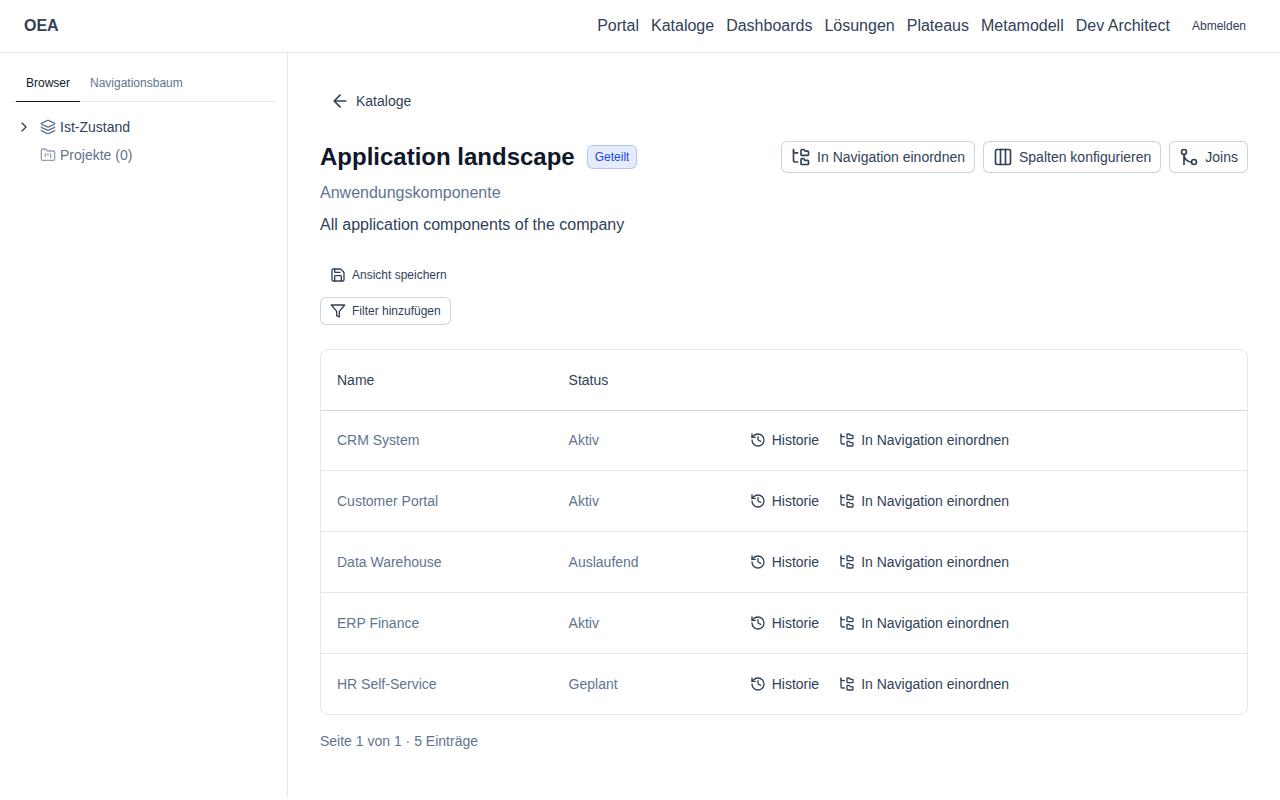 OEA
Portal Kataloge Dashboards Lösungen Plateaus Metamodell Dev Architect Abmelden
Browser Navigationsbaum
Ist-Zustand
Projekte (0)
Kataloge
Application landscape Geteilt In Navigation einordnen Spalten konfigurieren Joins
Anwendungskomponente
All application components of the company
Ansicht speichern
Filter hinzufügen
Name Status
CRM System Aktiv Historie In Navigation einordnen
Customer Portal Aktiv Historie In Navigation einordnen
Data Warehouse Auslaufend Historie In Navigation einordnen
ERP Finance Aktiv Historie In Navigation einordnen
HR Self-Service Geplant Historie In Navigation einordnen
Seite 1 von 1 · 5 Einträge